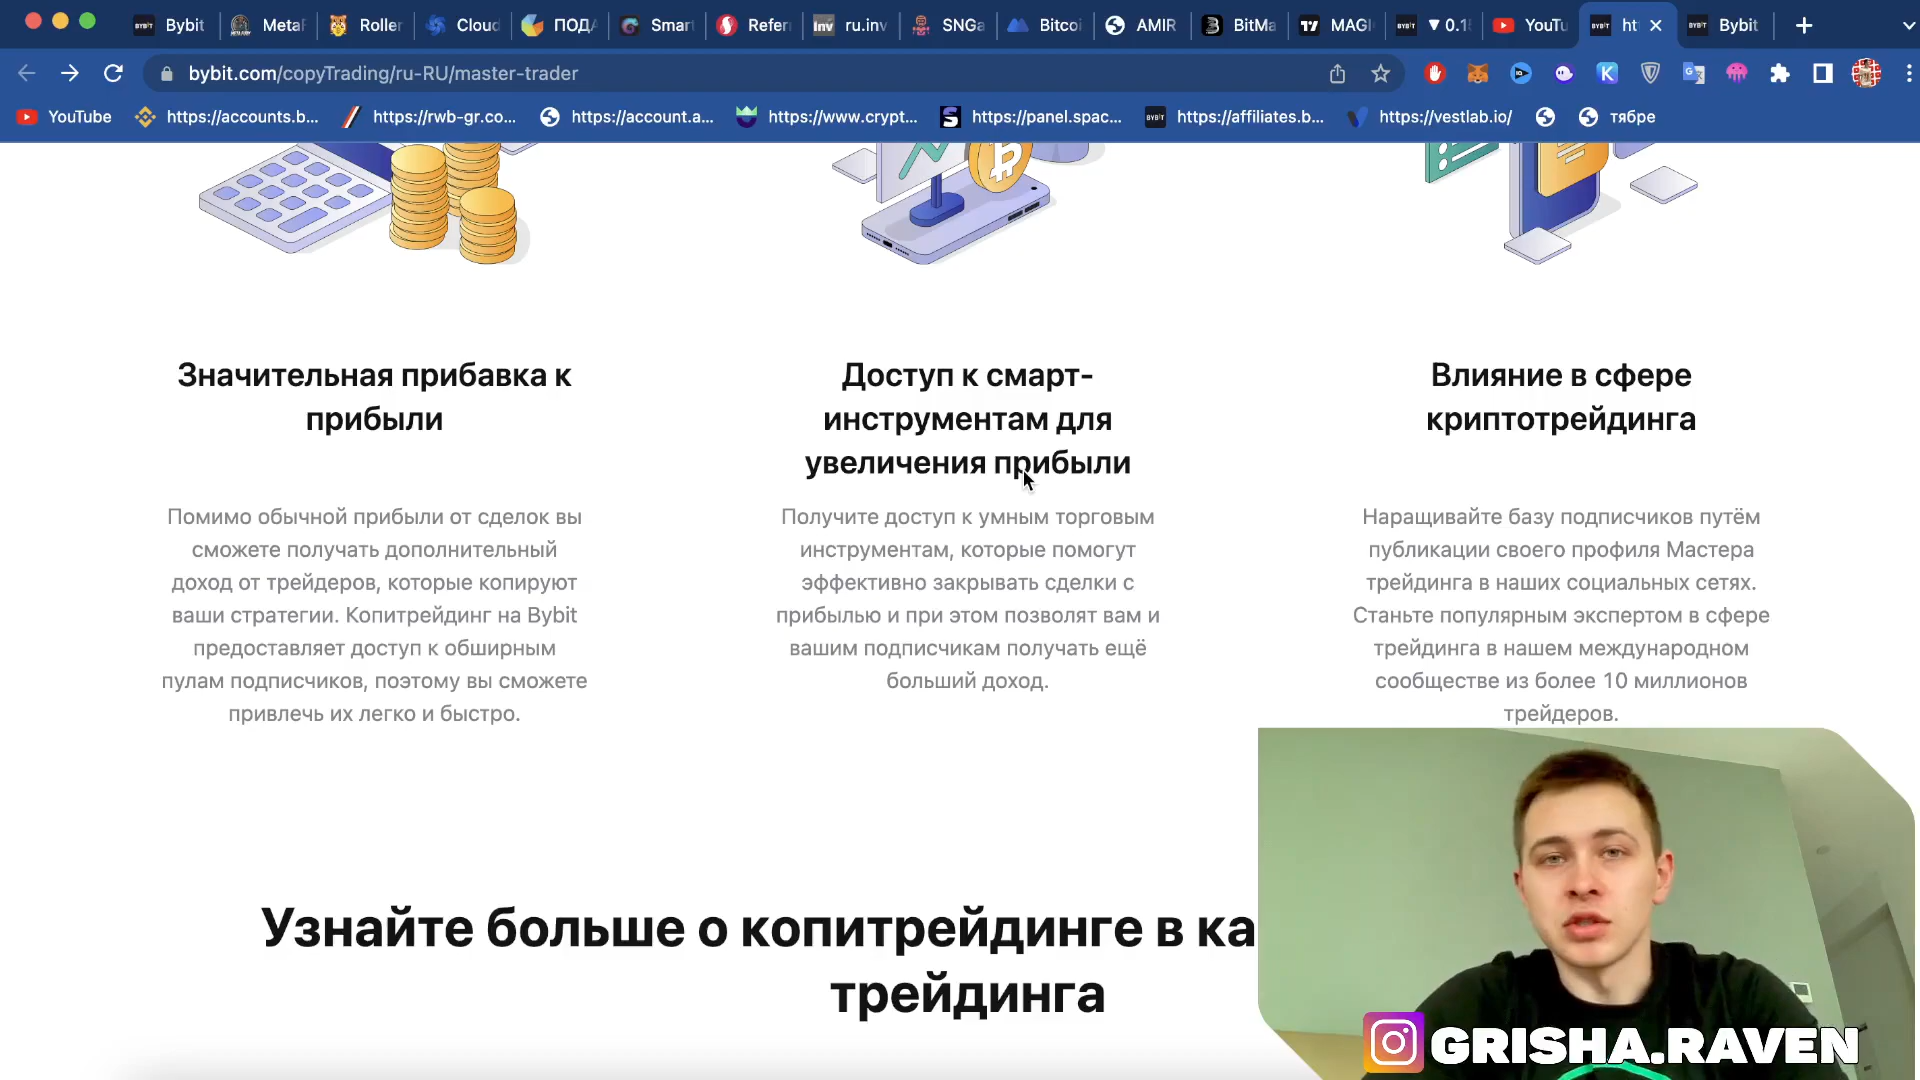 Bybit
Meta
Roller
Cloud
ПОДА
Smar
Refer
ru.inv
SNGa
Bitco
AMIR
BitMa
MAGI
▼ 0.1
YouTu
ht
Bybit
bybit.com/copyTrading/ru-RU/master-trader
YouTube
https://accounts.b...
https://rwb-gr.co...
https://account.a...
https://www.crypt...
https://panel.spac...
https://affiliates.b...
https://vestlab.io/
тябре
Значительная прибавка к
прибыли
Помимо обычной прибыли от сделок вы
сможете получать дополнительный
доход от трейдеров, которые копируют
ваши стратегии. Копитрейдинг на Bybit
предоставляет доступ к обширным
пулам подписчиков, поэтому вы сможете
привлечь их легко и быстро.
Доступ к смарт-
инструментам для
увеличения прибыли
Получите доступ к умным торговым
инструментам, которые помогут
эффективно закрывать сделки с
прибылью и при этом позволят вам и
вашим подписчикам получать ещё
больший доход.
Влияние в сфере
криптотрейдинга
Наращивайте базу подписчиков путём
публикации своего профиля Мастера
трейдинга в наших социальных сетях.
Станьте популярным экспертом в сфере
трейдинга в нашем международном
сообществе из более 10 миллионов
трейдеров.
Узнайте больше о копитрейдинге в ка
трейдинга
GRISHA.RAVEN